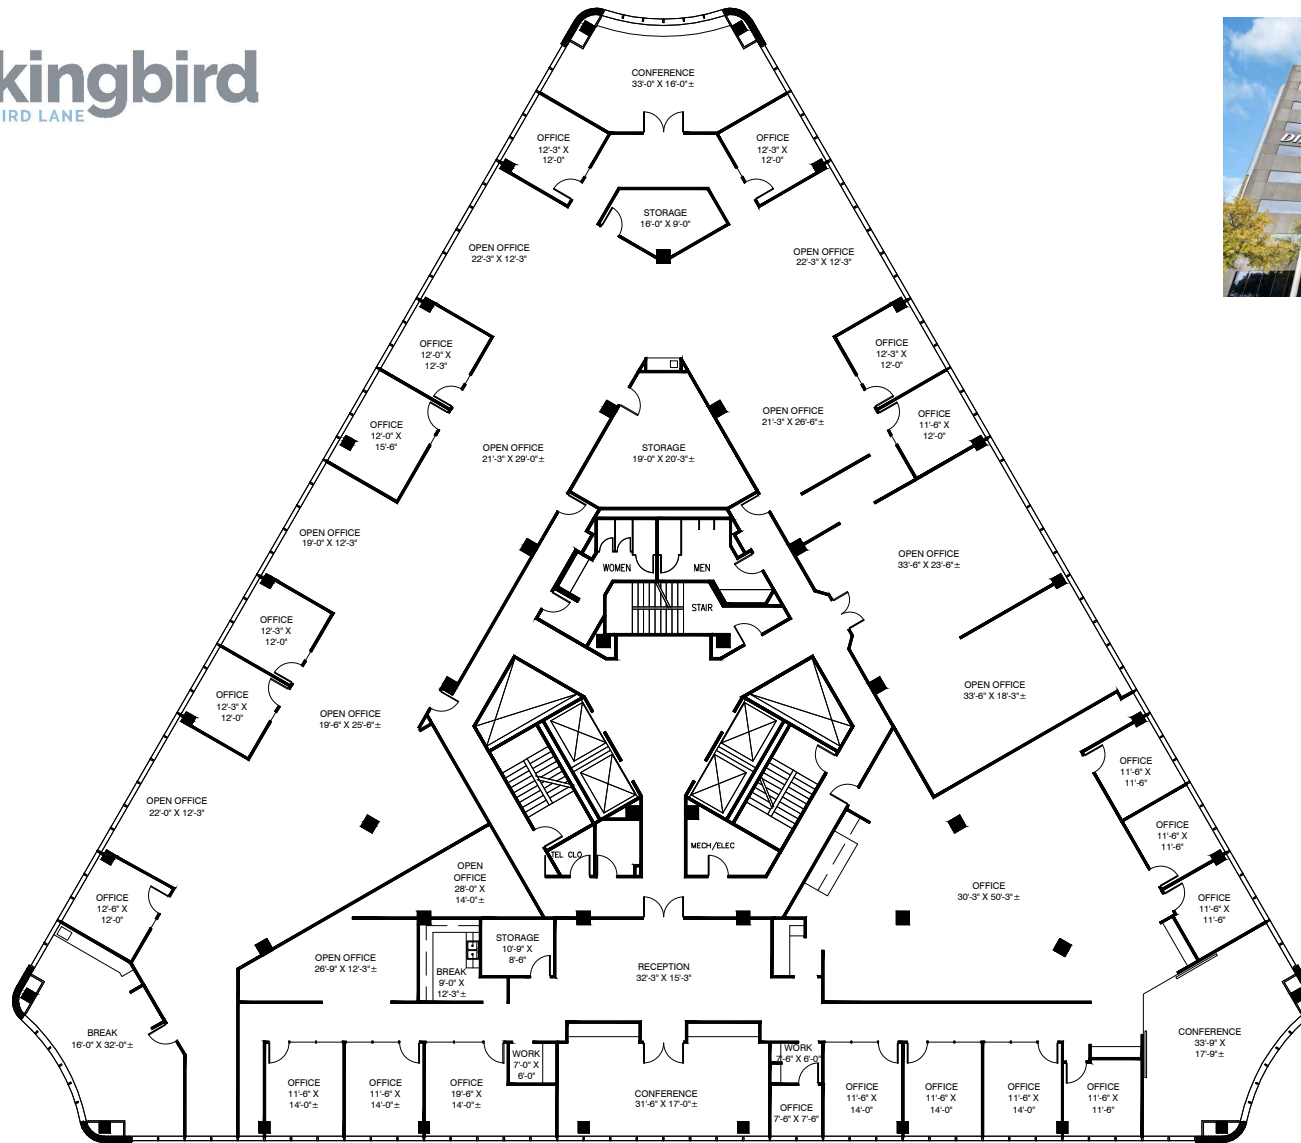 kingbird
BIRD LANE
CONFERENCE
33'-0" X 16'-0"±
OFFICE
12'-3" X
12'-0"
OFFICE
12'-3" X
12'-0"
STORAGE
16'-0" X 9'-0"
OPEN OFFICE
22'-3" X 12'-3"
OPEN OFFICE
22'-3" X 12'-3"
OFFICE
12'-0" X
12'-3"
OFFICE
12'-3" X
12'-0"
OFFICE
12'-0" X
15'-6"
OPEN OFFICE
21'-3" X 29'-0"±
STORAGE
19'-0" X 20'-3"±
OPEN OFFICE
21'-3" X 26'-6"±
OFFICE
11'-6" X
12'-0"
OPEN OFFICE
19'-0" X 12'-3"
WOMEN
MEN
STAIR
OPEN OFFICE
33'-6" X 23'-6"±
OFFICE
12'-3" X
12'-0"
OFFICE
12'-3" X
12'-0"
OPEN OFFICE
19'-6" X 25'-6"±
OPEN OFFICE
33'-6" X 18'-3"±
OPEN OFFICE
22'-0" X 12'-3"
OFFICE
11'-6" X
11'-6"
OFFICE
11'-6" X
11'-6"
TEL CLO
MECH/ELEC
OPEN
OFFICE
28'-0" X
14'-0"±
OFFICE
30'-3" X 50'-3"±
OFFICE
11'-6" X
11'-6"
OFFICE
12'-6" X
12'-0"
OPEN OFFICE
26'-9" X 12'-3"±
BREAK
9'-0" X
12'-3"±
STORAGE
10'-9" X
8'-6"
RECEPTION
32'-3" X 15'-3"
BREAK
16'-0" X 32'-0"±
CONFERENCE
33'-9" X
17'-9"±
OFFICE
11'-6" X
14'-0"±
OFFICE
11'-6" X
14'-0"±
OFFICE
19'-6" X
14'-0"±
WORK
7'-0" X
6'-0"
CONFERENCE
31'-6" X 17'-0"±
WORK
7'-6" X 6'-0"
OFFICE
7'-6" X 7'-6"
OFFICE
11'-6" X
14'-0"
OFFICE
11'-6" X
14'-0"
OFFICE
11'-6" X
14'-0"
OFFICE
11'-6" X
11'-6"